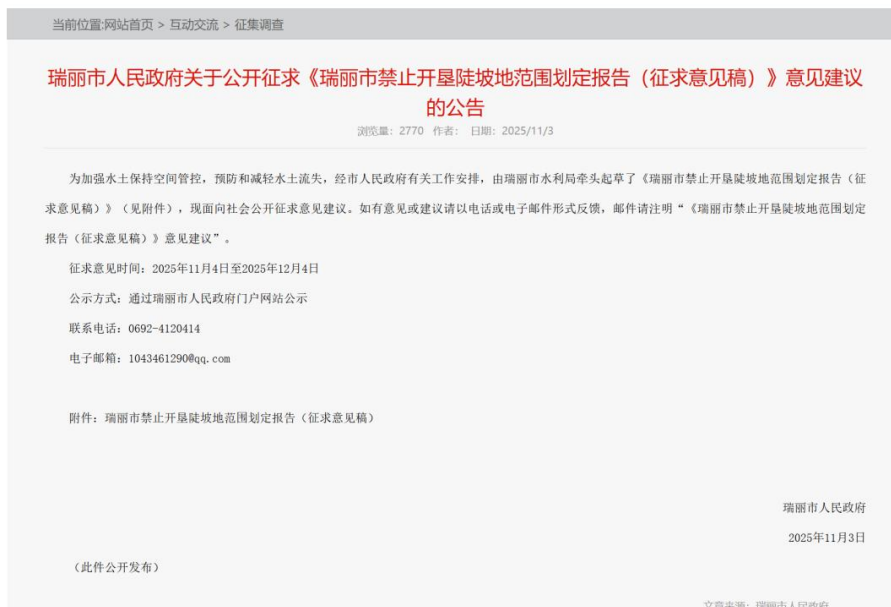 当前位置:网站首页 > 互动交流 > 征集调查
瑞丽市人民政府关于公开征求《瑞丽市禁止开垦陡坡地范围划定报告（征求意见稿）》意见建议
的公告
浏览量：2770 作者： 日期：2025/11/3
为加强水土保持空间管控，预防和减轻水土流失，经市人民政府有关工作安排，由瑞丽市水利局牵头起草了《瑞丽市禁止开垦陡坡地范围划定报告（征
求意见稿）》（见附件），现面向社会公开征求意见建议。如有意见或建议请以电话或电子邮件形式反馈，邮件请注明“《瑞丽市禁止开垦陡坡地范围划定
报告（征求意见稿）》意见建议”。
征求意见时间：2025年11月4日至2025年12月4日
公示方式：通过瑞丽市人民政府门户网站公示
联系电话：0692-4120414
电子邮箱：1043461290@qq.com
附件：瑞丽市禁止开垦陡坡地范围划定报告（征求意见稿）
瑞丽市人民政府
2025年11月3日
（此件公开发布）
文章来源：瑞丽市人民政府